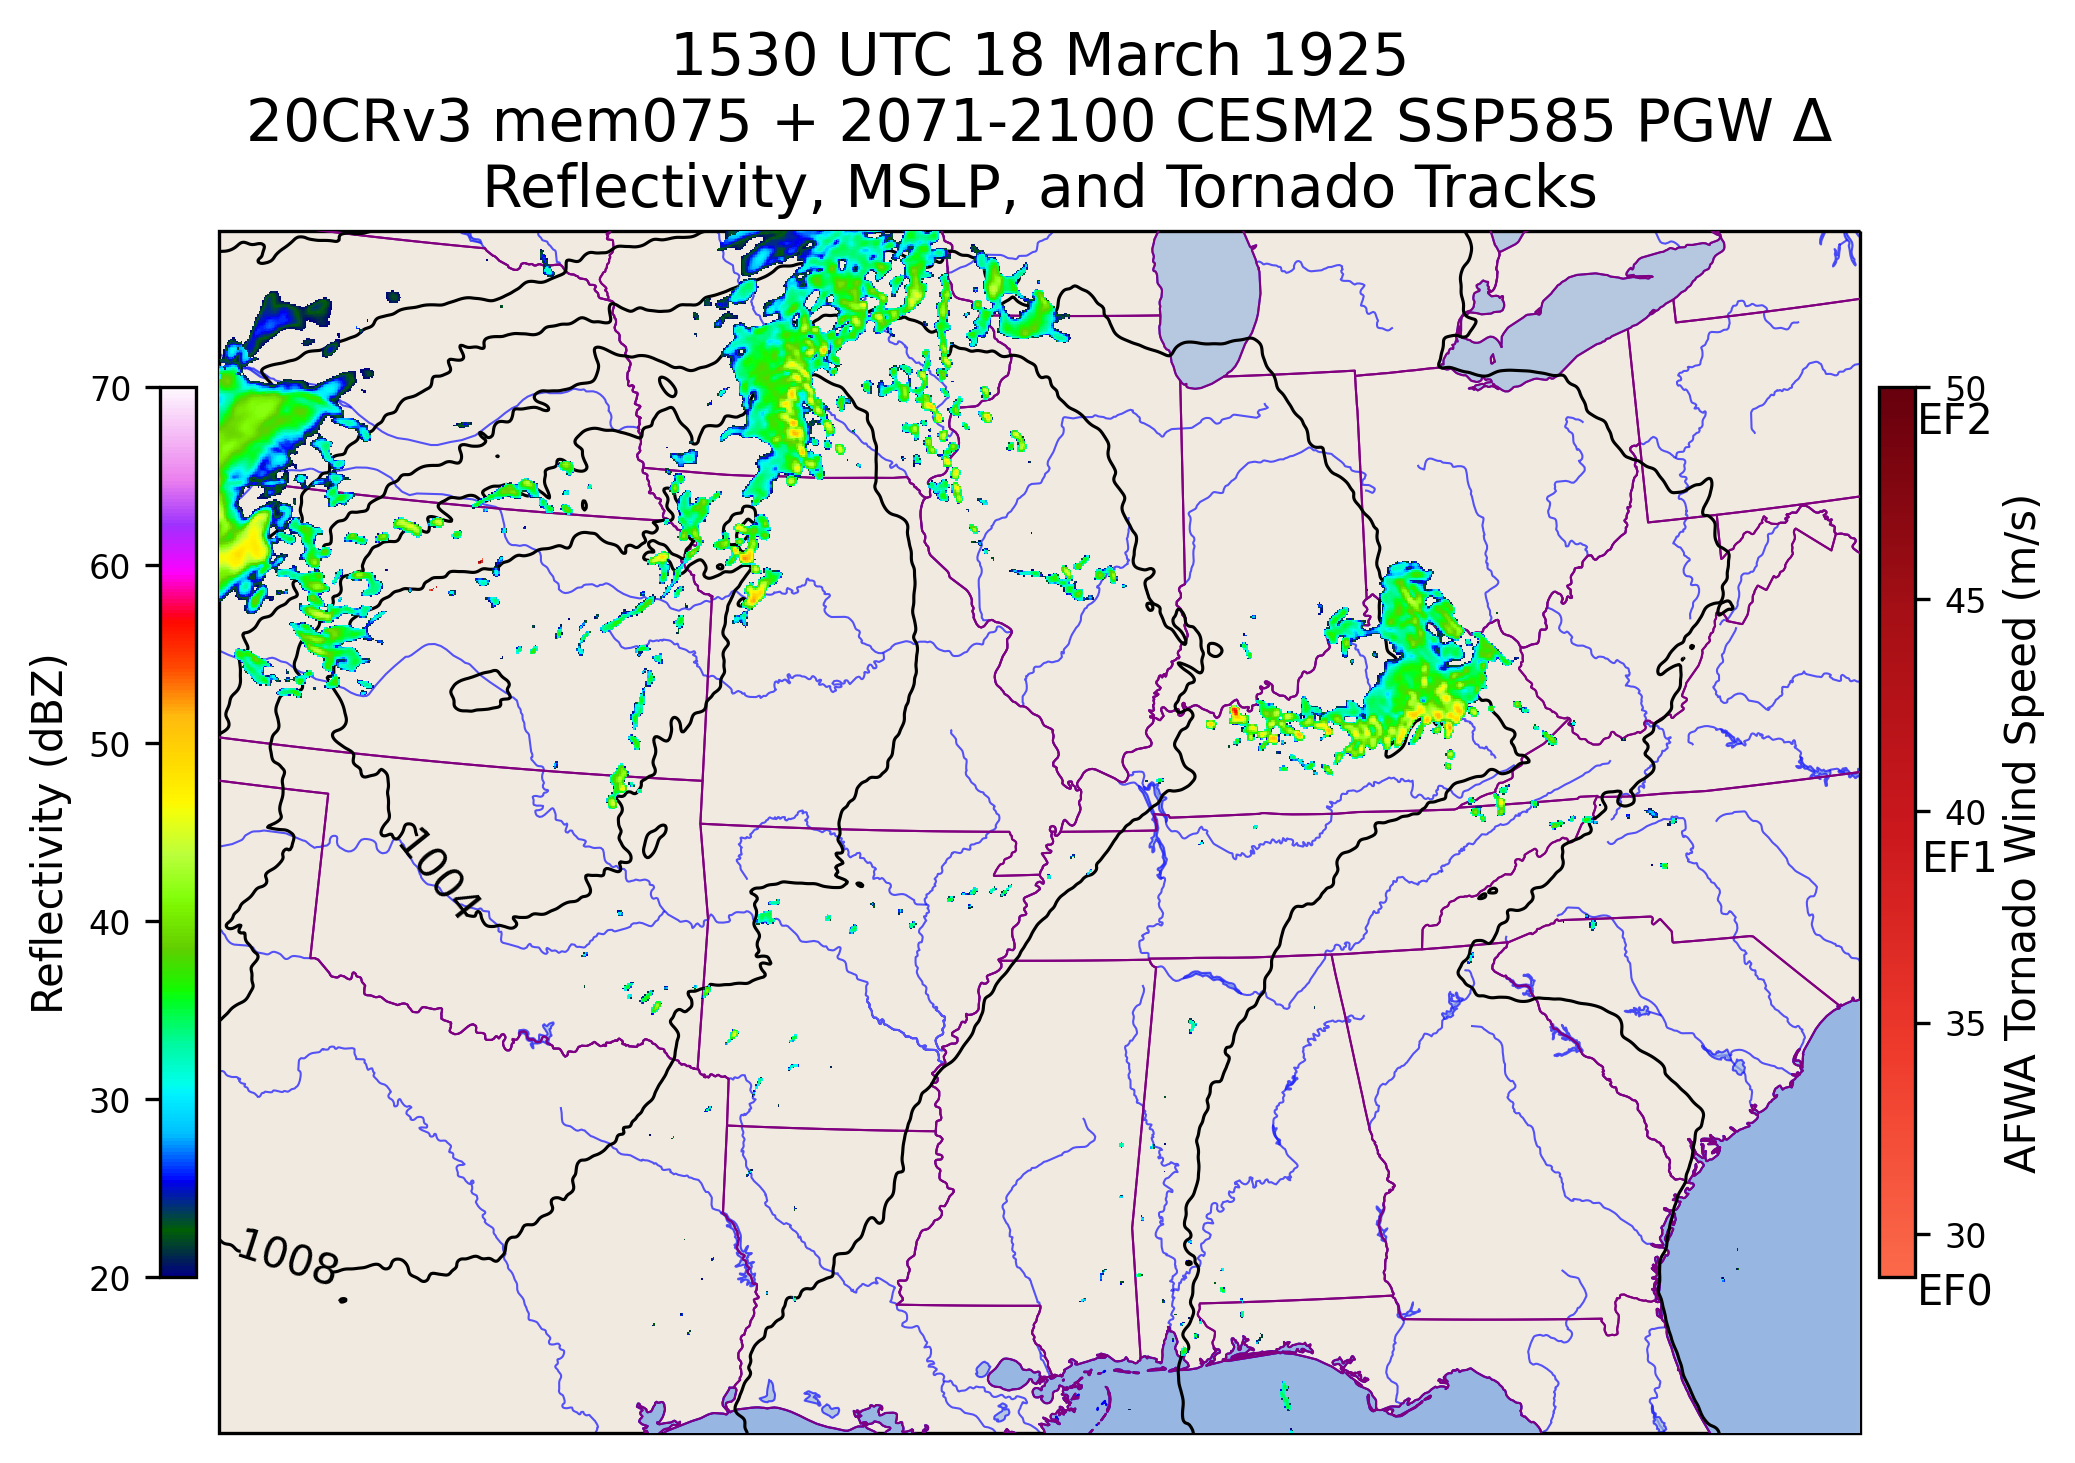 1530 UTC 18 March 1925
20CRv3 mem075 + 2071-2100 CESM2 SSP585 PGW Δ
Reflectivity, MSLP, and Tornado Tracks
70
60
50
40
30
20
Reflectivity (dBZ)
1004
1008
50
EF2
45
40
EF1
35
30
EF0
AFWA Tornado Wind Speed (m/s)